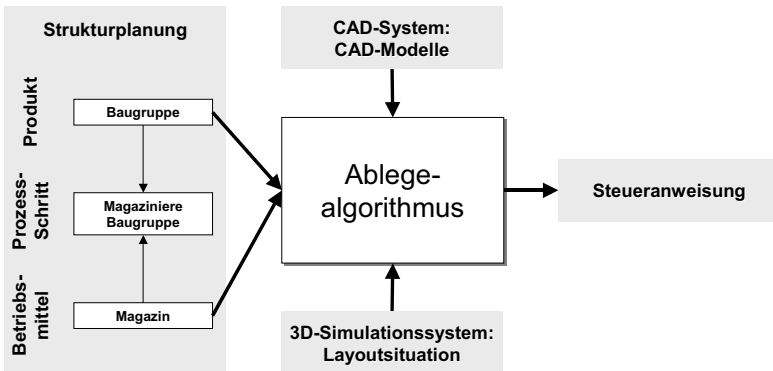 Strukturplanung
Produkt
Baugruppe
Prozess-
Schritt
Magaziniere
Baugruppe
Betriebs-
mittel
Magazin
CAD-System:
CAD-Modelle
Ablege-
algorithmus
3D-Simulationssystem:
Layoutsituation
Steueranweisung